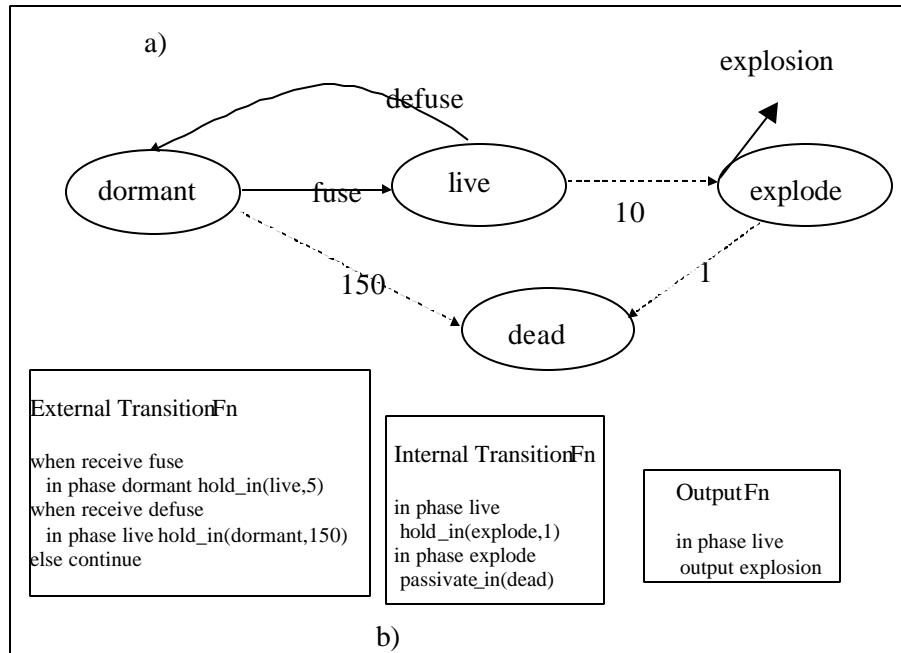 a)
explosion
defuse
dormant
fuse
live
10
explode
150
1
dead
External TransitionFn
when receive fuse
in phase dormant hold_in(live,5)
when receive defuse
in phase live hold_in(dormant,150)
else continue
Internal TransitionFn
in phase live
hold_in(explode,1)
in phase explode
passivate_in(dead)
OutputFn
in phase live
output explosion
b)